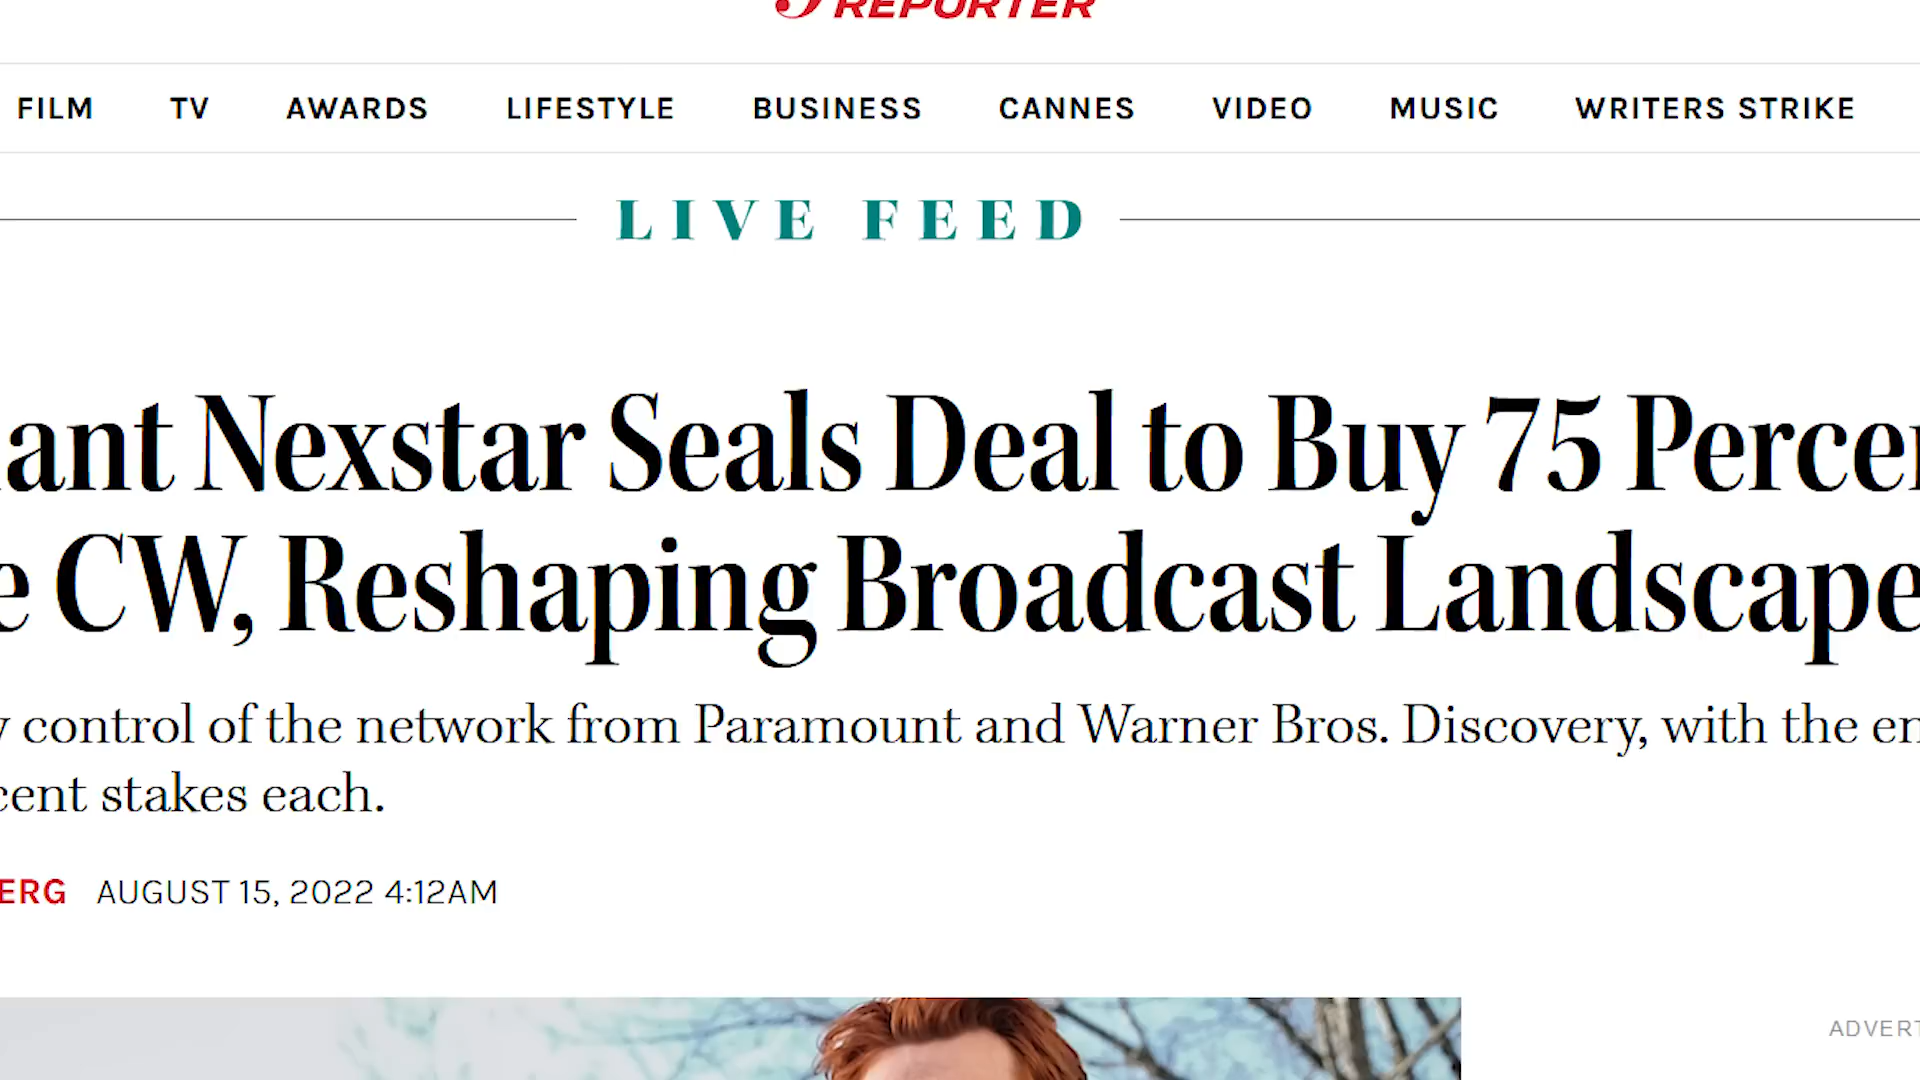 REPORTER
FILM TV AWARDS LIFESTYLE BUSINESS CANNES VIDEO MUSIC WRITERS STRIKE
LIVE FEED
ant Nexstar Seals Deal to Buy 75 Percen
e CW, Reshaping Broadcast Landscape
y control of the network from Paramount and Warner Bros. Discovery, with the en
cent stakes each.
ERG AUGUST 15, 2022 4:12AM
ADVERT